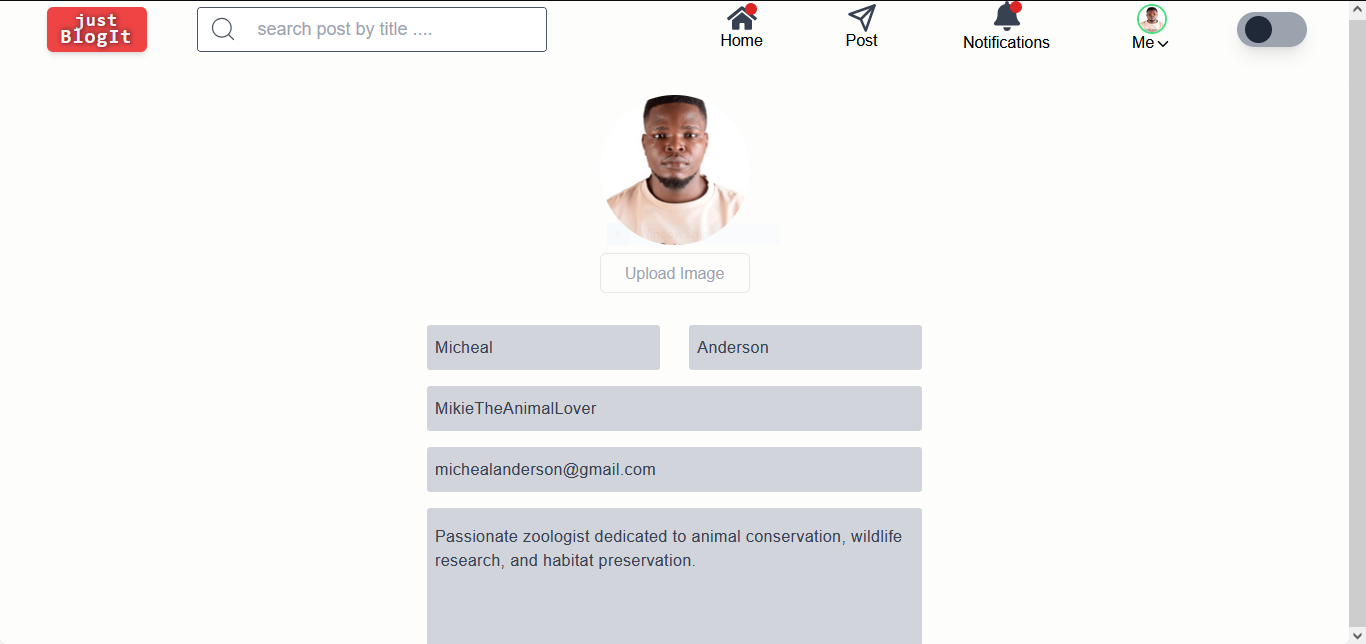 just
BlogIt
search post by title ....
Home
Post
Notifications
Me
Upload Image
Micheal
Anderson
MikieTheAnimalLover
michealanderson@gmail.com
Passionate zoologist dedicated to animal conservation, wildlife
research, and habitat preservation.